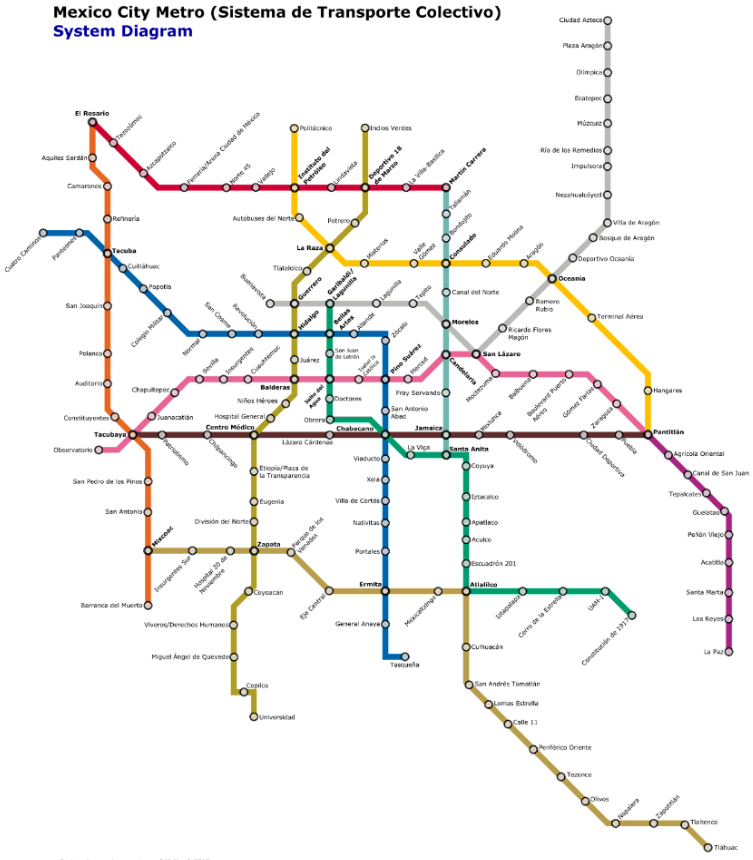 Mexico City Metro (Sistema de Transporte Colectivo)
System Diagram
Ciudad Azteca
Plaza Aragón
Olímpica
Ecatepec
Múzquiz
Río de los Remedios
Impulsora
Nezahualcóyotl
Villa de Aragón
Bosque de Aragón
Deportivo Oceanía
Oceanía
Romero
Rubio
Ricardo Flores
Magón
San Lázaro
El Rosario
Tezozómoc
Azcapotzalco
Ferrería/Arena Ciudad de México
Norte 45
Vallejo
Instituto del
Petróleo
Lindavista
Deportivo 18
de Marzo
La Villa-Basílica
Martín Carrera
Politécnico
Indios Verdes
Aquiles Serdán
Camarones
Refinería
Tacuba
San Joaquín
Polanco
Auditorio
Constituyentes
Tacubaya
San Pedro de los Pinos
San Antonio
Mixcoac
Barranca del Muerto
Cuatro Caminos
Panteones
Cuitláhuac
Popotla
Colegio Militar
Normal
San Cosme
Revolución
Hidalgo
Bellas
Artes
Allende
Zócalo
Pino Suárez
San Antonio
Abad
Chabacano
Viaducto
Xola
Villa de Cortés
Nativitas
Portales
Ermita
General Anaya
Tasqueña
Autobuses del Norte
La Raza
Misterios
Valle
Gómez
Consulado
Eduardo Molina
Aragón
Terminal Aérea
Hangares
Pantitlán
Potrero
Tlatelolco
Guerrero
Juárez
Balderas
Niños Héroes
Hospital General
Centro Médico
Etiopía/Plaza de
la Transparancia
Eugenia
División del Norte
Zapata
Coyoacán
Viveros/Derechos Humanos
Miguel Ángel de Quevedo
Copilco
Universidad
Buenavista
Garibaldi/
Lagunilla
Lagunilla
Tepito
Morelos
Talismán
Bondojito
Canal del Norte
Candelaria
Fray Servando
Jamaica
Santa Anita
San Juan
de Letrán
Salto del
Agua
Doctores
Obrera
La Viga
Coyuya
Iztacalco
Apatlaco
Aculco
Escuadrón 201
Atlalilco
Iztapalapa
Cerro de la Estrella
UAM-I
Constitución de 1917
Observatorio
Juanacatlán
Chapultepec
Sevilla
Insurgentes
Cuauhtemoc
Isabel la
Católica
Merced
Moctezuma
Balbuena
Boulevard Puerto
Aéreo
Gómez Farías
Zaragoza
Patriotismo
Chilpancingo
Lázaro Cárdenas
Mixiuhca
Velódromo
Ciudad Deportiva
Puebla
Agrícola Oriental
Canal de San Juan
Tepalcates
Guelatao
Peñón Viejo
Acatitla
Santa Marta
Los Reyes
La Paz
Insurgentes Sur
Hospital 20 de
Noviembre
Parque de los
Venados
Eje Central
Mexicaltzingo
Culhuacán
San Andrés Tomatlán
Lomas Estrella
Calle 11
Periférico Oriente
Tezonco
Olivos
Nopalera
Zapotitlán
Tlaltenco
Tláhuac